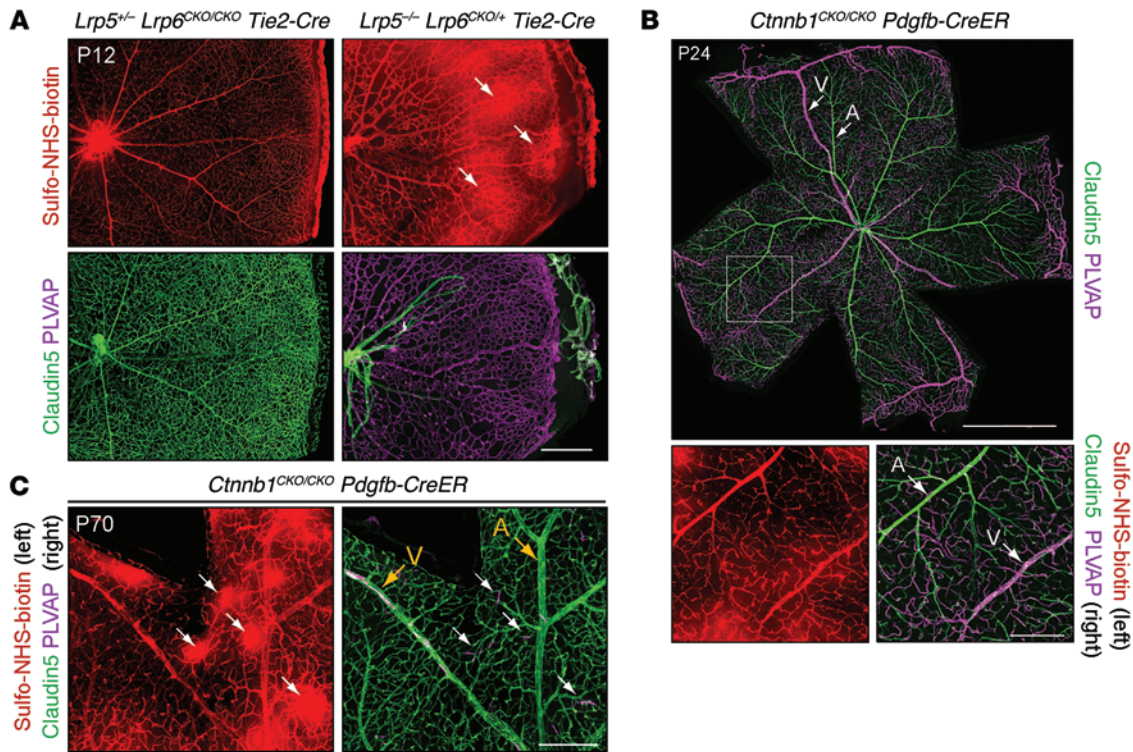 A
Lrp5+/– Lrp6CKO/CKO Tie2-Cre
Lrp5–/– Lrp6CKO/+ Tie2-Cre
P12
Sulfo-NHS-biotin
Claudin5 PLVAP
B
Ctnnb1CKO/CKO Pdgfb-CreER
P24
V
A
Claudin5 PLVAP
A
V
Sulfo-NHS-biotin (left)
Claudin5 PLVAP (right)
C
Ctnnb1CKO/CKO Pdgfb-CreER
P70
V
A
Sulfo-NHS-biotin (left)
Claudin5 PLVAP (right)